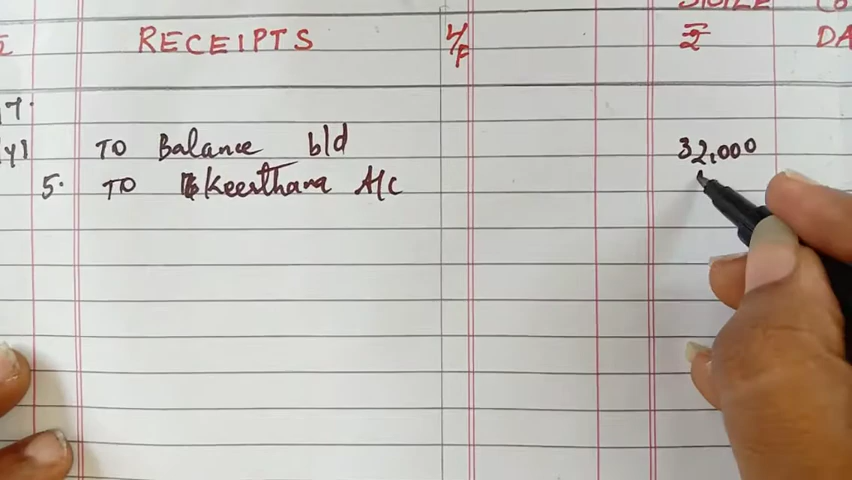 RECEIPTS L/F ₹ DA
TO Balance b/d 32,000
5. TO Keerthana A/c